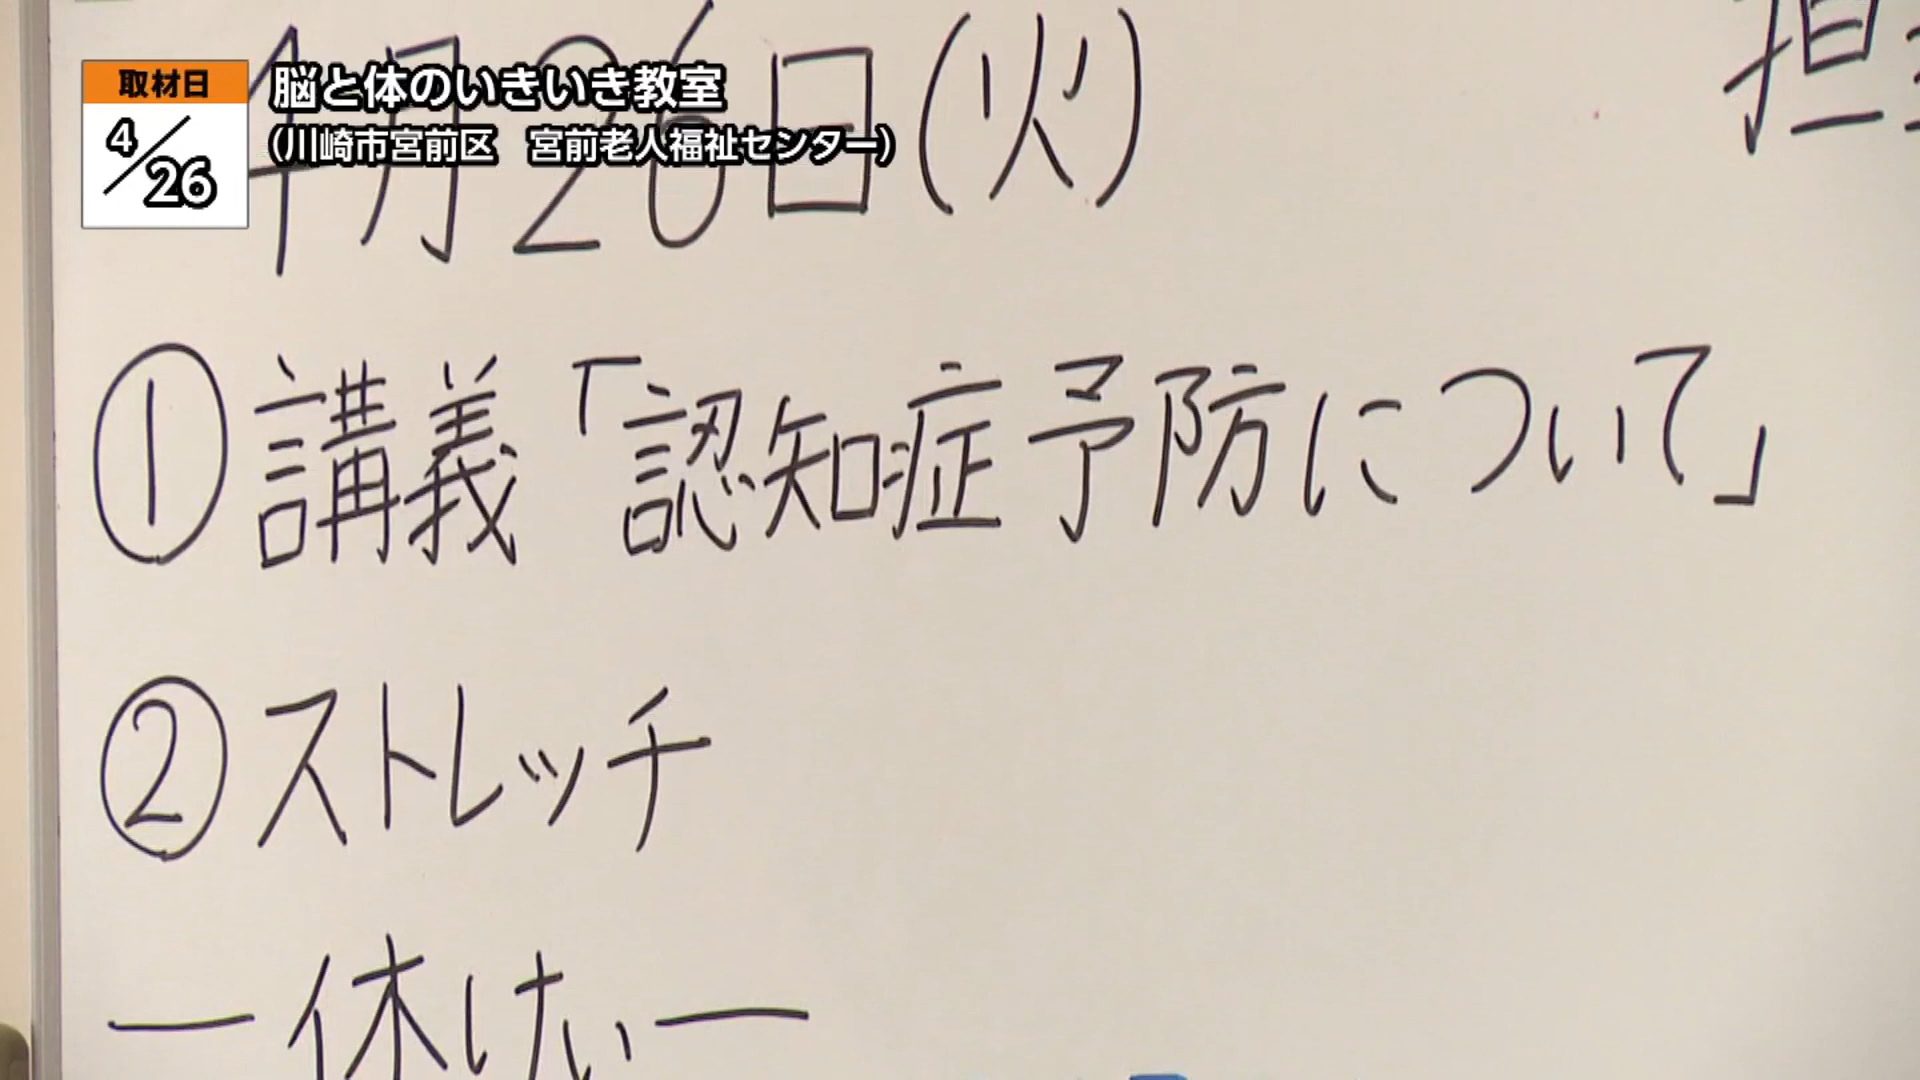 取材日
4/26
脳と体のいきいき教室
(川崎市宮前区 宮前老人福祉センター)
4月26日(火)
担
①講義「認知症予防について」
②ストレッチ
—休けい—